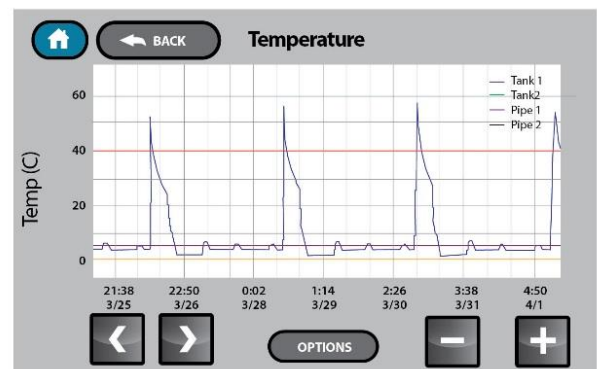 BACK
Temperature
Temp (C)
60
40
20
0
Tank 1
Tank2
Pipe 1
Pipe 2
21:38 22:50 0:02 1:14 2:26 3:38 4:50
3/25 3/26 3/28 3/29 3/30 3/31 4/1
OPTIONS